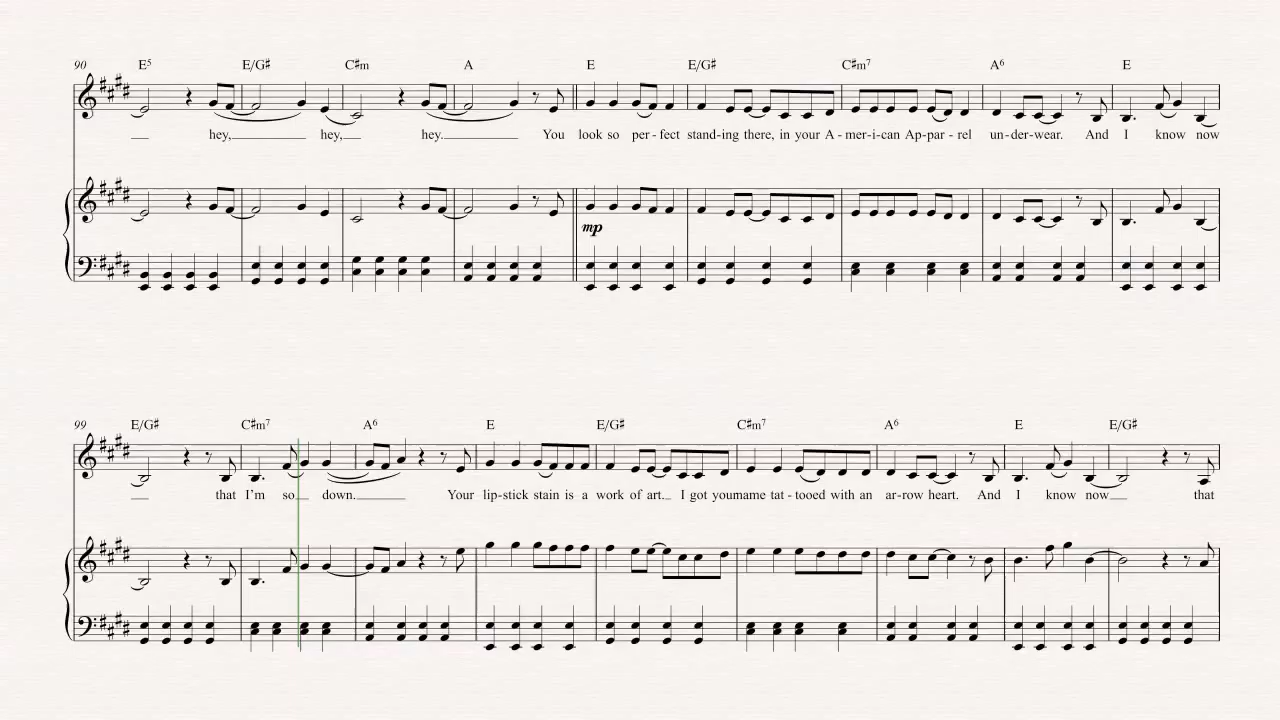 90 E5 E/G♯ C♯m A E E/G♯ C♯m7 A6 E
hey, hey, hey. You look so per - fect stand-ing there, in your A - mer-i-can Ap-par - rel un-der-wear. And I know now
mp
99 E/G♯ C♯m7 A6 E E/G♯ C♯m7 A6 E E/G♯
that I'm so down. Your lip-stick stain is a work of art. I got yourname tat - tooed with an ar-row heart. And I know now that